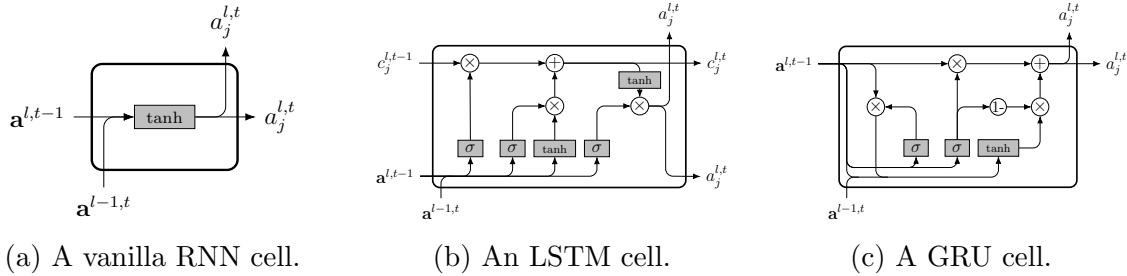 a_j^{l,t}
a^{l,t-1}
tanh
a_j^{l,t}
a^{l-1,t}
(a) A vanilla RNN cell.
a_j^{l,t}
c_j^{l,t-1}
×
+
c_j^{l,t}
tanh
×
×
σ
σ
tanh
σ
a^{l,t-1}
a_j^{l,t}
a^{l-1,t}
(b) An LSTM cell.
a_j^{l,t}
a^{l,t-1}
×
+
a_j^{l,t}
×
1-
×
σ
σ
tanh
a^{l-1,t}
(c) A GRU cell.